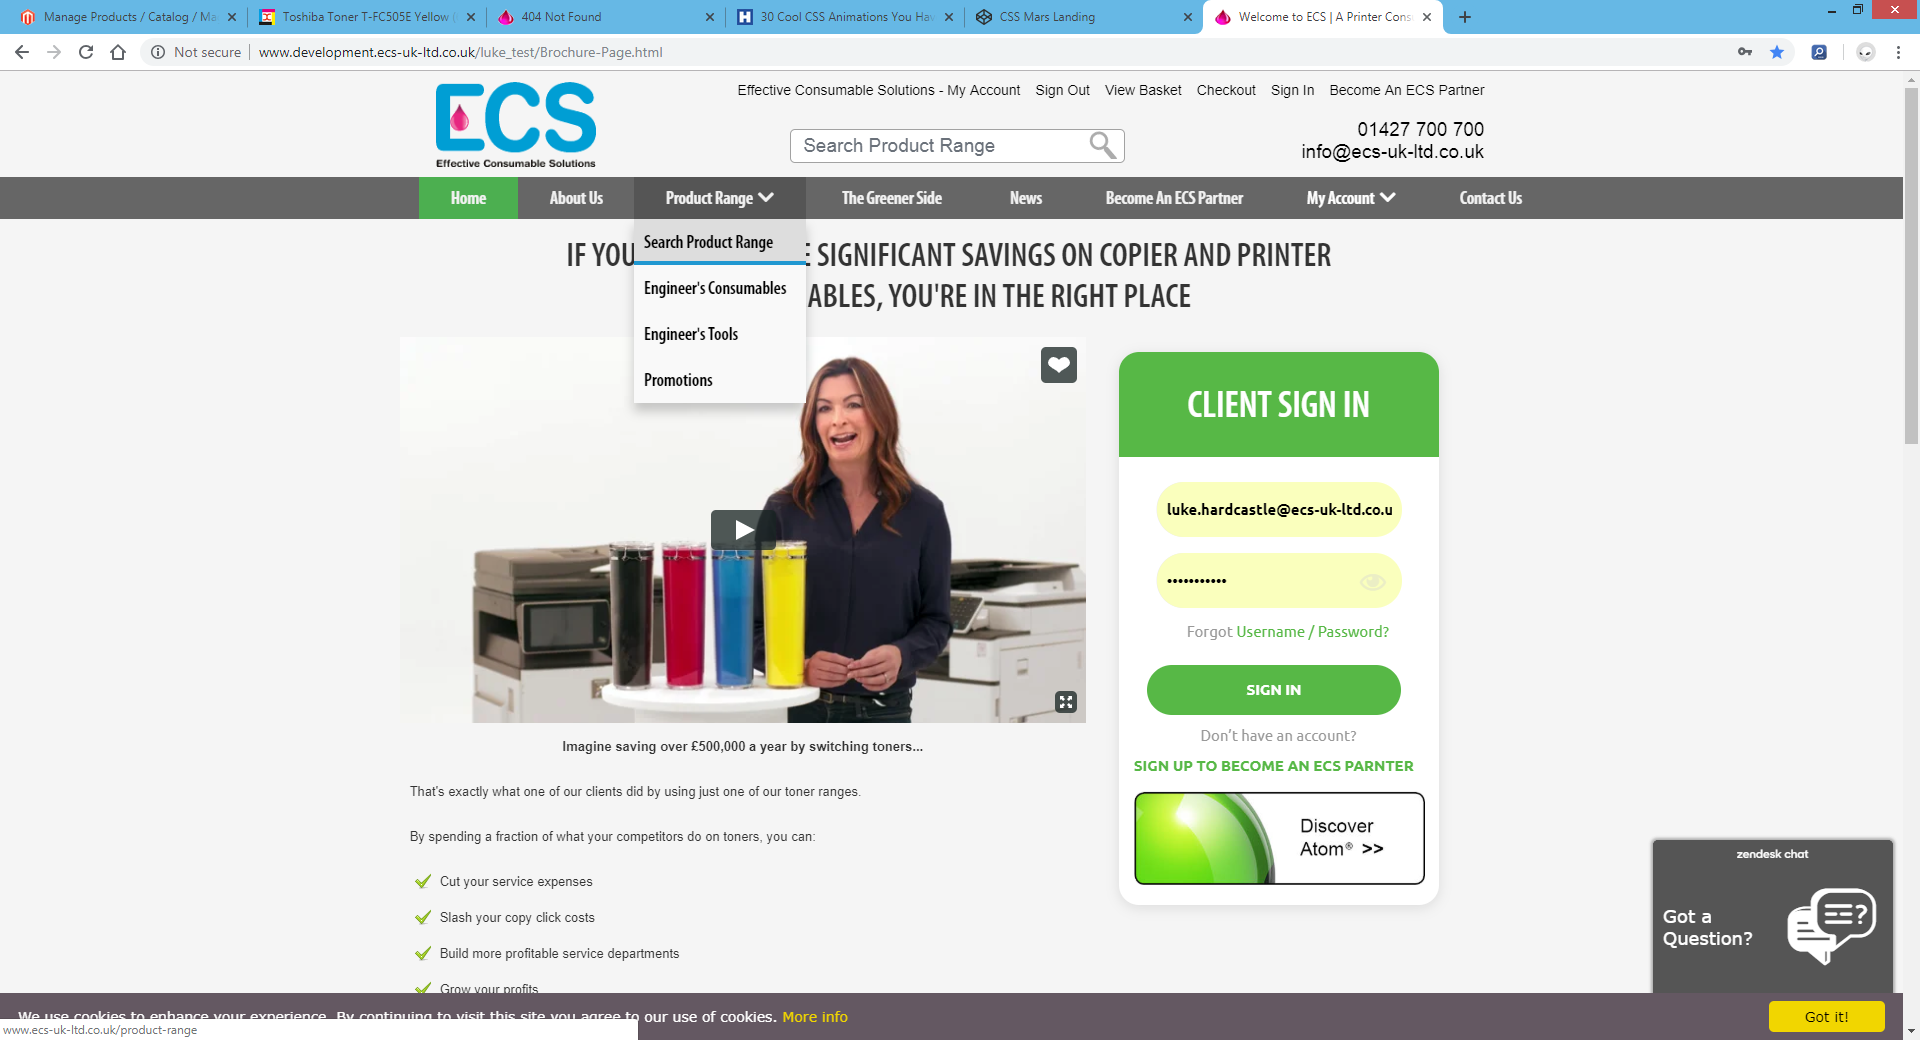 Manage Products / Catalog / Ma
Toshiba Toner T-FC505E Yellow
404 Not Found
30 Cool CSS Animations You Hav
CSS Mars Landing
Welcome to ECS | A Printer Cons
Not secure
www.development.ecs-uk-ltd.co.uk/luke_test/Brochure-Page.html
ECS
Effective Consumable Solutions
Effective Consumable Solutions - My Account Sign Out View Basket Checkout Sign In Become An ECS Partner
Search Product Range
01427 700 700
info@ecs-uk-ltd.co.uk
Home About Us Product Range The Greener Side News Become An ECS Partner My Account Contact Us
Search Product Range
Engineer's Consumables
Engineer's Tools
Promotions
IF YOU SIGNIFICANT SAVINGS ON COPIER AND PRINTER
ABLES, YOU'RE IN THE RIGHT PLACE
CLIENT SIGN IN
luke.hardcastle@ecs-uk-ltd.co.u
•••••••••••
Forgot Username / Password?
SIGN IN
Don't have an account?
SIGN UP TO BECOME AN ECS PARNTER
Discover
Atom® >>
Imagine saving over £500,000 a year by switching toners...
That's exactly what one of our clients did by using just one of our toner ranges.
By spending a fraction of what your competitors do on toners, you can:
Cut your service expenses
Slash your copy click costs
Build more profitable service departments
Grow your profits
zendesk chat
Got a
Question?
We use cookies to enhance your experience. By continuing to visit this site you agree to our use of cookies. More info
Got it!
www.ecs-uk-ltd.co.uk/product-range